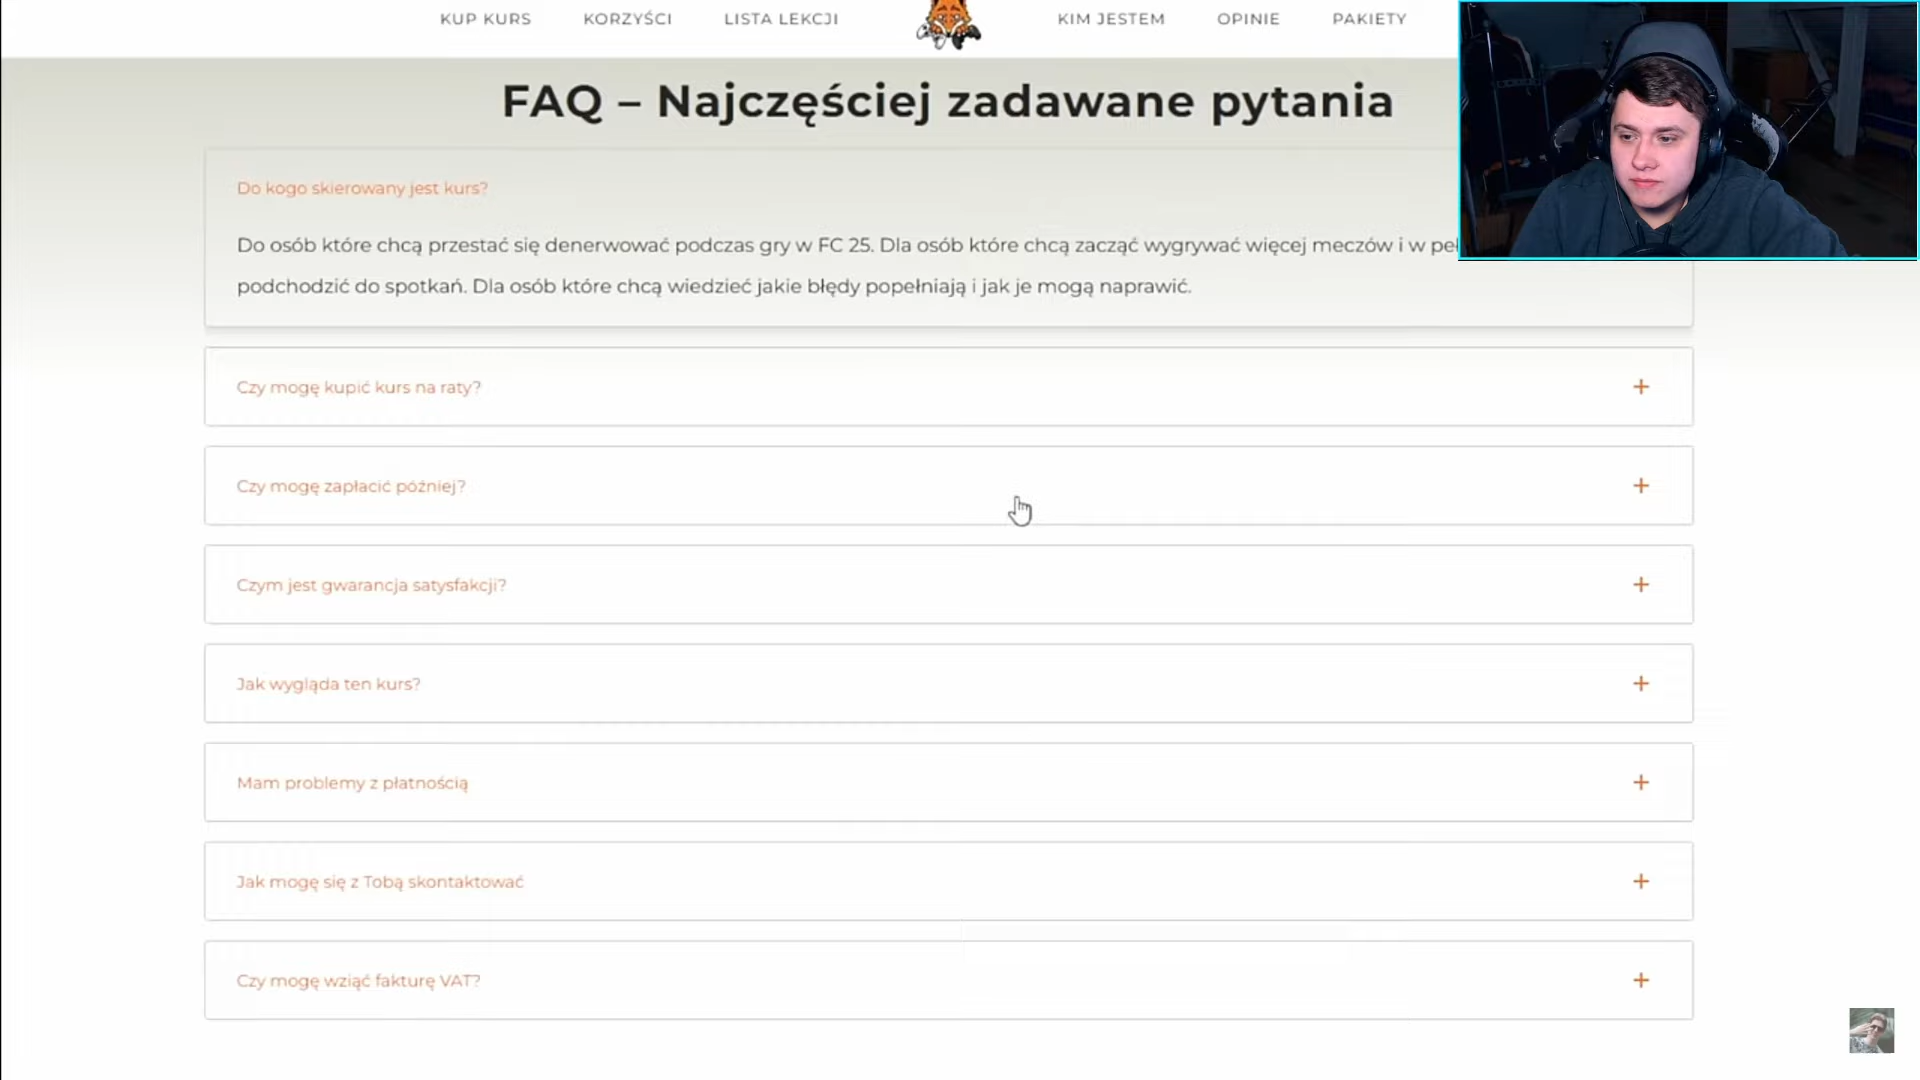 KUP KURS KORZYŚCI LISTA LEKCJI KIM JESTEM OPINIE PAKIETY
FAQ – Najczęściej zadawane pytania
Do kogo skierowany jest kurs?
Do osób które chcą przestać się denerwować podczas gry w FC 25. Dla osób które chcą zacząć wygrywać więcej meczów i w
podchodzić do spotkań. Dla osób które chcą wiedzieć jakie błędy popełniają i jak je mogą naprawić.
Czy mogę kupić kurs na raty?
Czy mogę zapłacić później?
Czym jest gwarancja satysfakcji?
Jak wygląda ten kurs?
Mam problemy z płatnością
Jak mogę się z Tobą skontaktować
Czy mogę wziąć fakturę VAT?